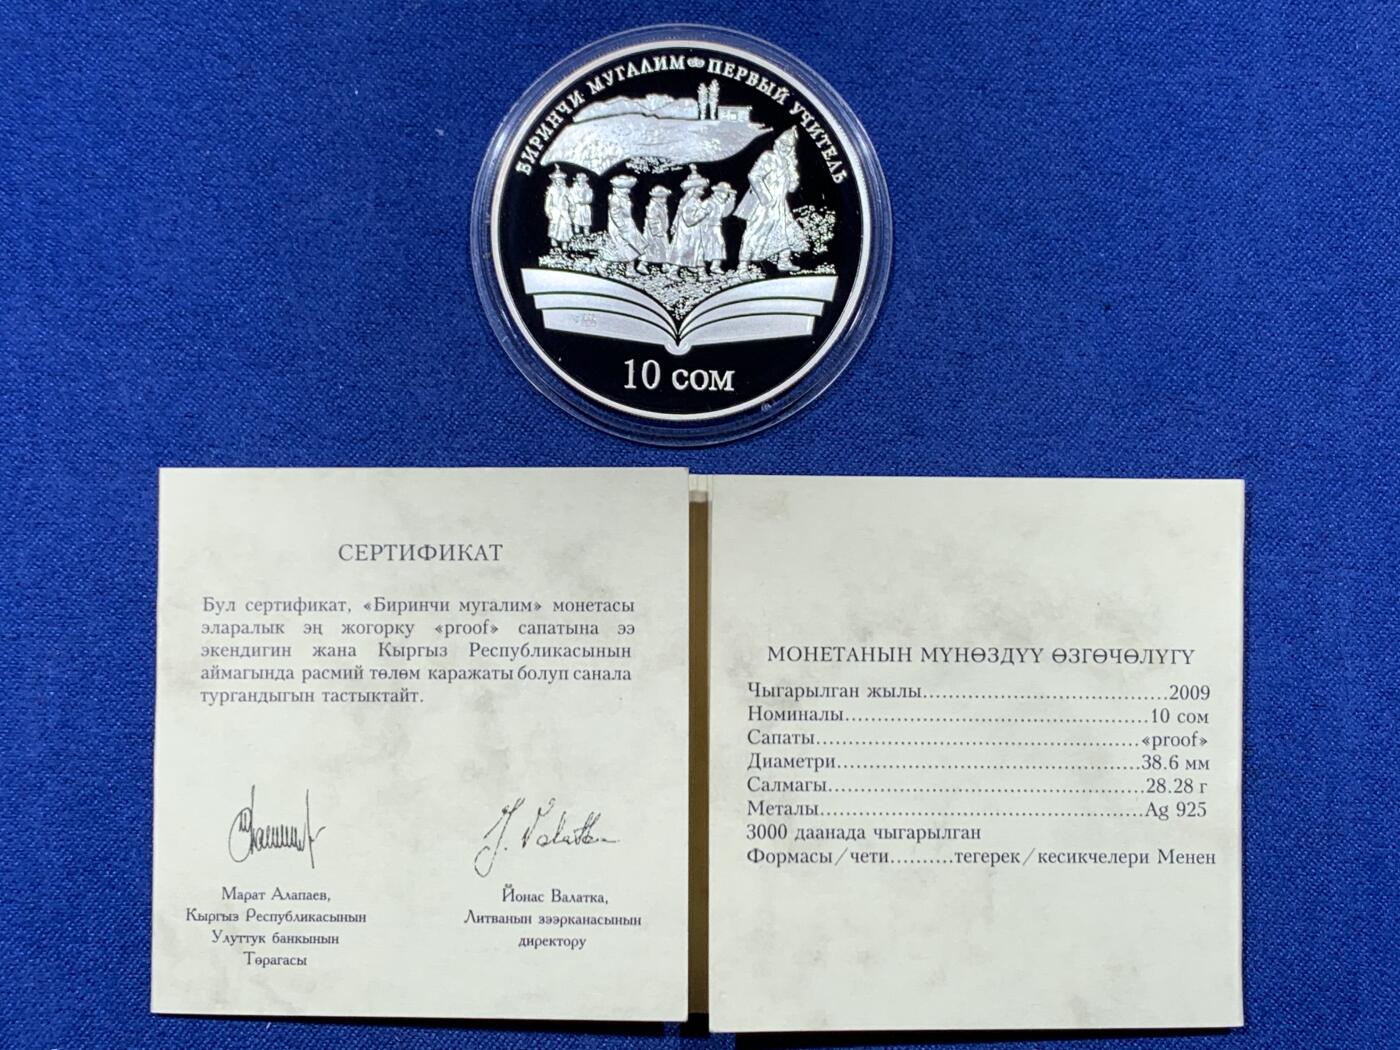 БИРИНЧИ МУГАЛИМ ПЕРВЫЙ УЧИТЕЛЬ
10 сом
СЕРТИФИКАТ
Бул сертификат, «Биринчи мугалим» монетасы
эларалык эң жогорку «proof» сапатына ээ
экендигин жана Кыргыз Республикасынын
аймагында расмий төлөм каражаты болуп санала
тургандыгын тастыктайт.
Марат Алапаев,
Кыргыз Республикасынын
Улуттук банкынын
Төрагасы
Йонас Валатка,
Литванын зээрканасынын
директору
МОНЕТАНЫН МҮНӨЗДҮҮ ӨЗГӨЧӨЛҮГҮ
Чыгарылган жылы..............................2009
Номиналы......................................10 сом
Сапаты.........................................«proof»
Диаметри......................................38.6 мм
Салмагы.......................................28.28 г
Металы.........................................Ag 925
3000 даанада чыгарылган
Формасы/чети..........тегерек/кесикчелери Менен